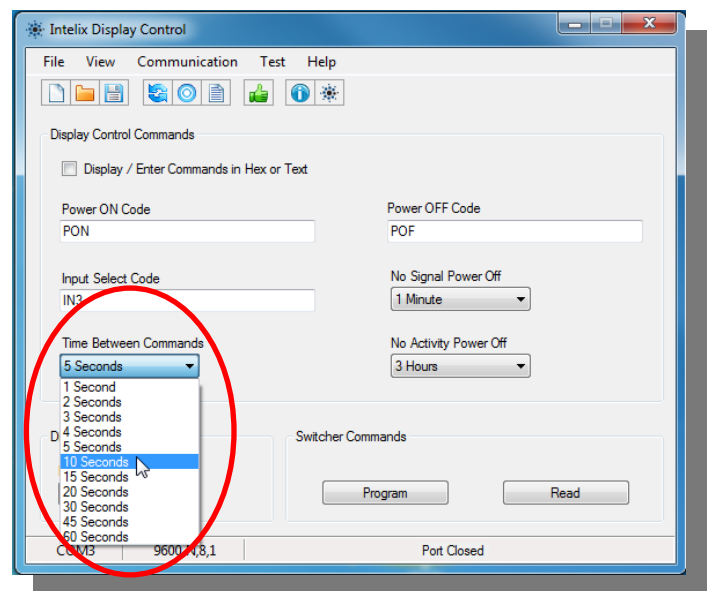 Intelix Display Control
File View Communication Test Help
Display Control Commands
Display / Enter Commands in Hex or Text
Power ON Code
Power OFF Code
PON
POF
Input Select Code
No Signal Power Off
IN3
1 Minute
Time Between Commands
No Activity Power Off
5 Seconds
3 Hours
1 Second
2 Seconds
3 Seconds
4 Seconds
5 Seconds
10 Seconds
15 Seconds
20 Seconds
30 Seconds
45 Seconds
60 Seconds
Switcher Commands
Program
Read
COM3 9600,N,8,1 Port Closed